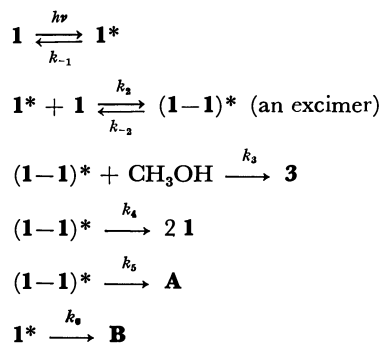 1 ⇌ 1* hν k₋₁
1* + 1 ⇌ (1–1)* (an excimer) k₂ k₋₂
(1–1)* + CH₃OH → 3 k₃
(1–1)* → 2 1 k₄
(1–1)* → A k₅
1* → B k₆